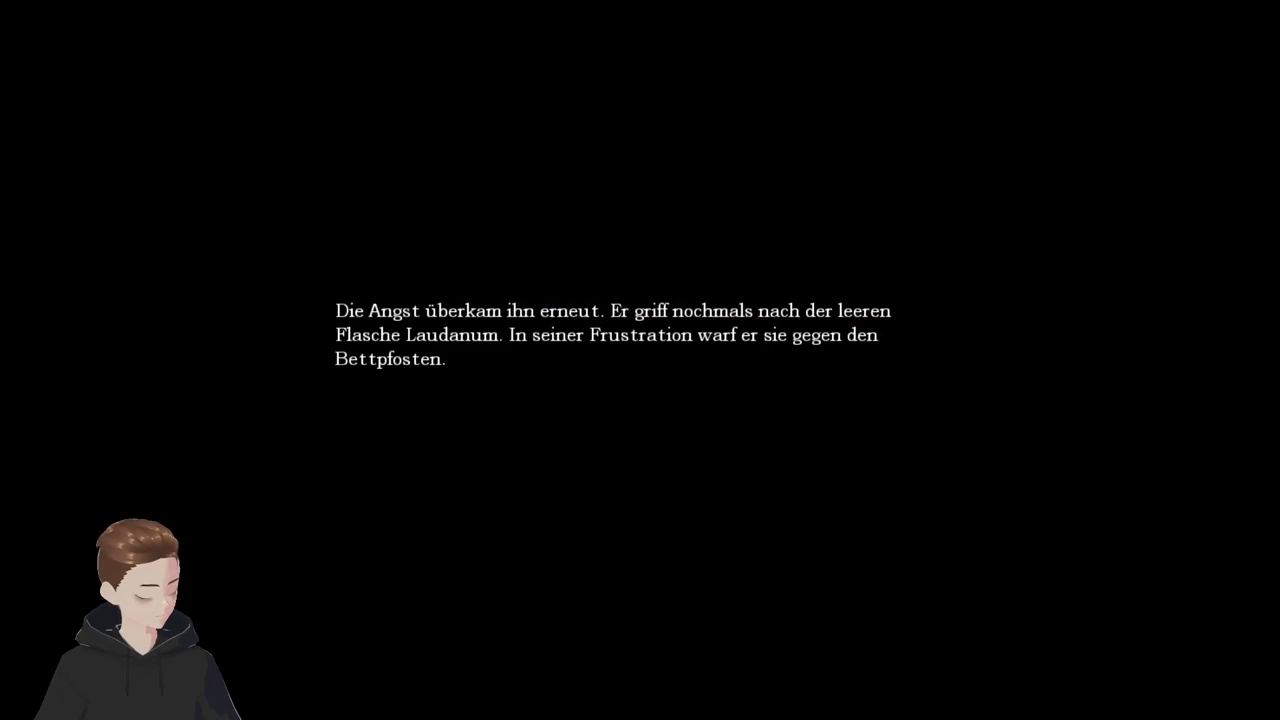 Die Angst überkam ihn erneut. Er griff nochmals nach der leeren
Flasche Laudanum. In seiner Frustration warf er sie gegen den
Bettpfosten.